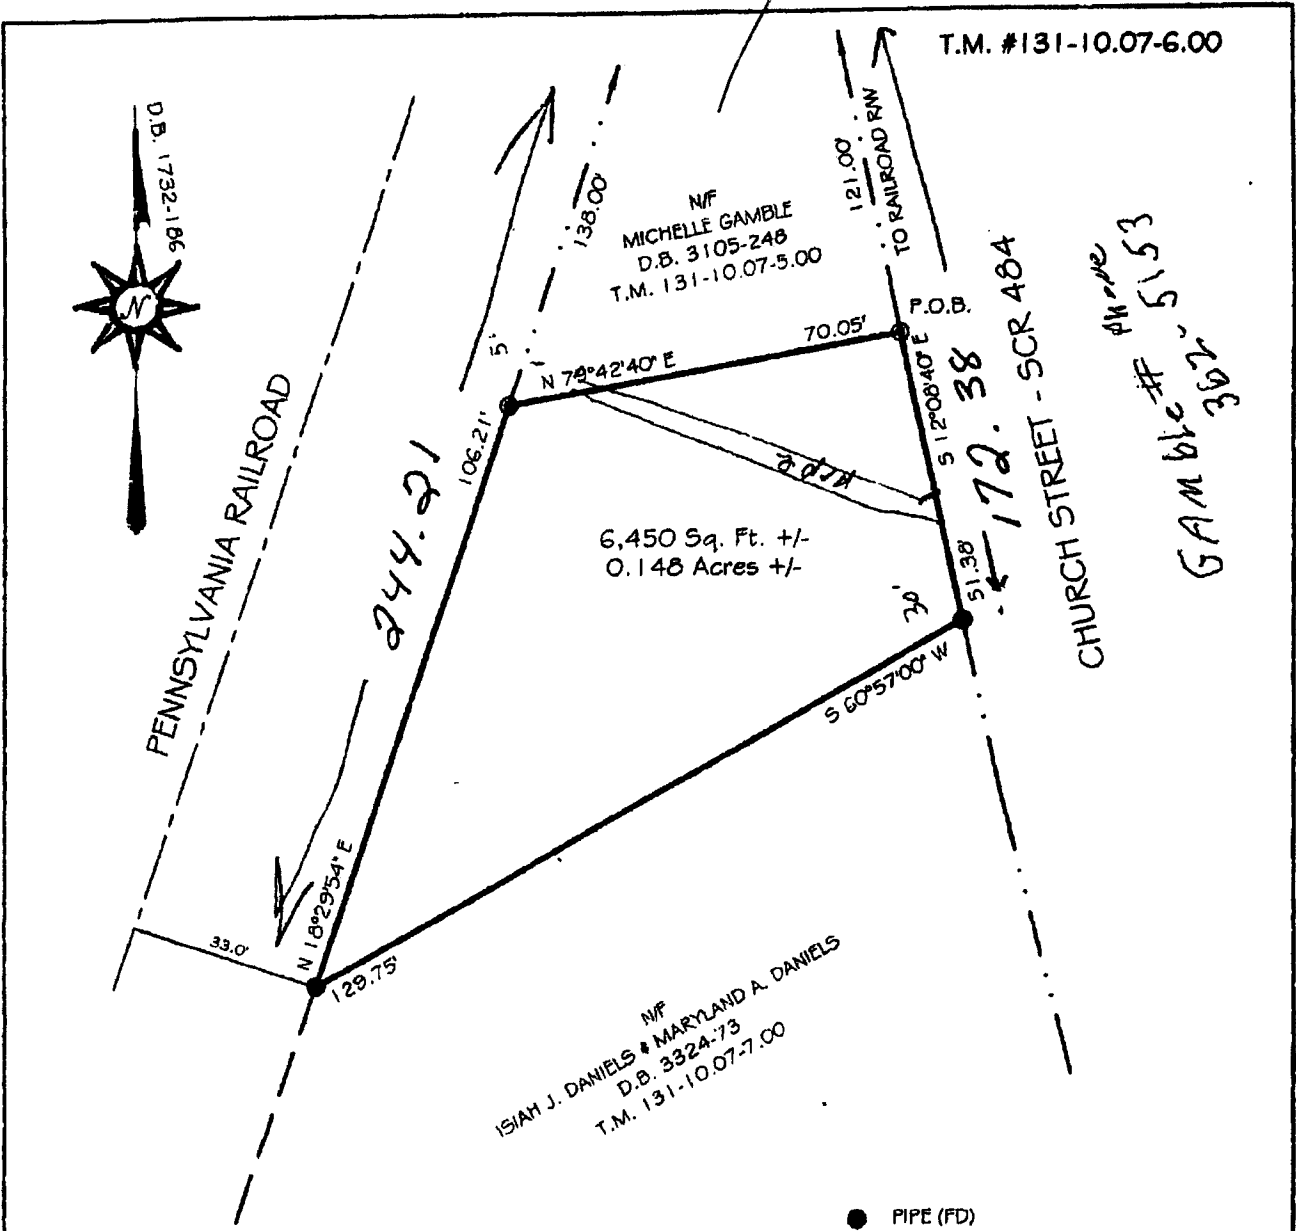 T.M. #131-10.07-6.00
D.B. 1732-186
N
138.00'
121.00'
TO RAILROAD R/W
N/F
MICHELLE GAMBLE
D.B. 3105-248
T.M. 131-10.07-5.00
P.O.B.
70.05'
5'
N 79°42'40" E
S 12°08'40" E
172.38
CHURCH STREET - SCR 484
GAMble # Phone
362-5153
PENNSYLVANIA RAILROAD
106.21'
244.21
6,450 Sq. Ft. +/-
0.148 Acres +/-
51.38'
30'
S 60°57'00" W
N 18°29'54" E
33.0'
129.75'
N/F
ISIAH J. DANIELS & MARYLAND A. DANIELS
D.B. 3324-73
T.M. 131-10.07-7.00
PIPE (FD)